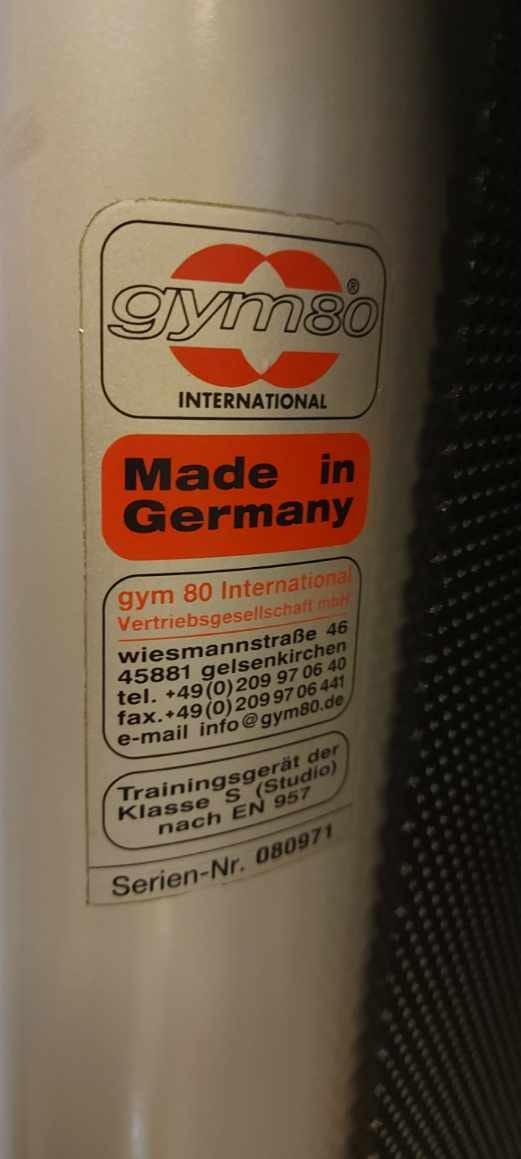 gym80®
INTERNATIONAL
Made in
Germany
gym 80 International
Vertriebsgesellschaft mbH
wiesmannstraße 46
45881 gelsenkirchen
tel. +49(0)209 97 06 40
fax.+49(0)209 97 06 441
e-mail info@gym80.de
Trainingsgerät der
Klasse S (Studio)
nach EN 957
Serien-Nr. 080971